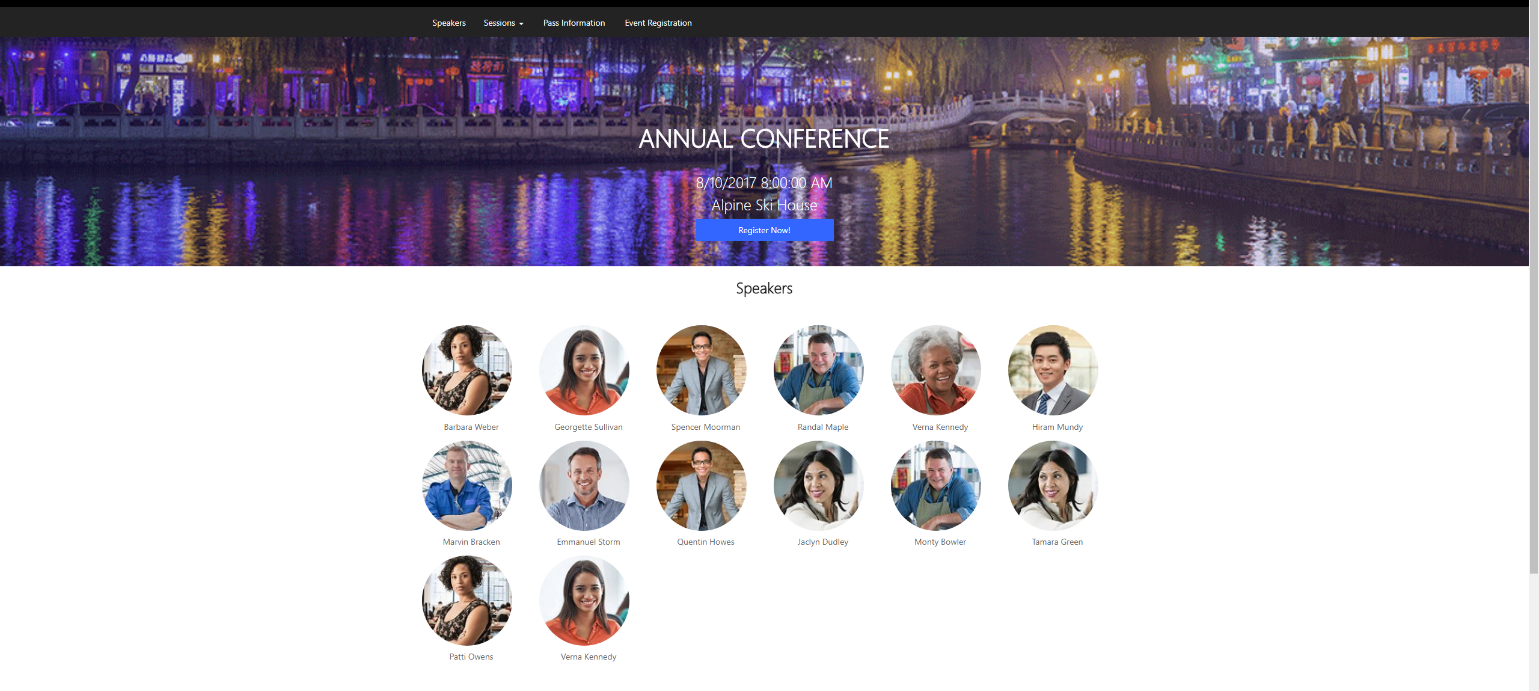 Speakers Sessions Pass Information Event Registration
ANNUAL CONFERENCE
8/10/2017 8:00:00 AM
Alpine Ski House
Register Now!
Speakers
Barbara Weber Georgette Sullivan Spencer Moorman Randal Maple Verna Kennedy Hiram Mundy
Marvin Bracken Emmanuel Storm Quentin Howes Jaclyn Dudley Monty Bowler Tamara Green
Patti Owens Verna Kennedy